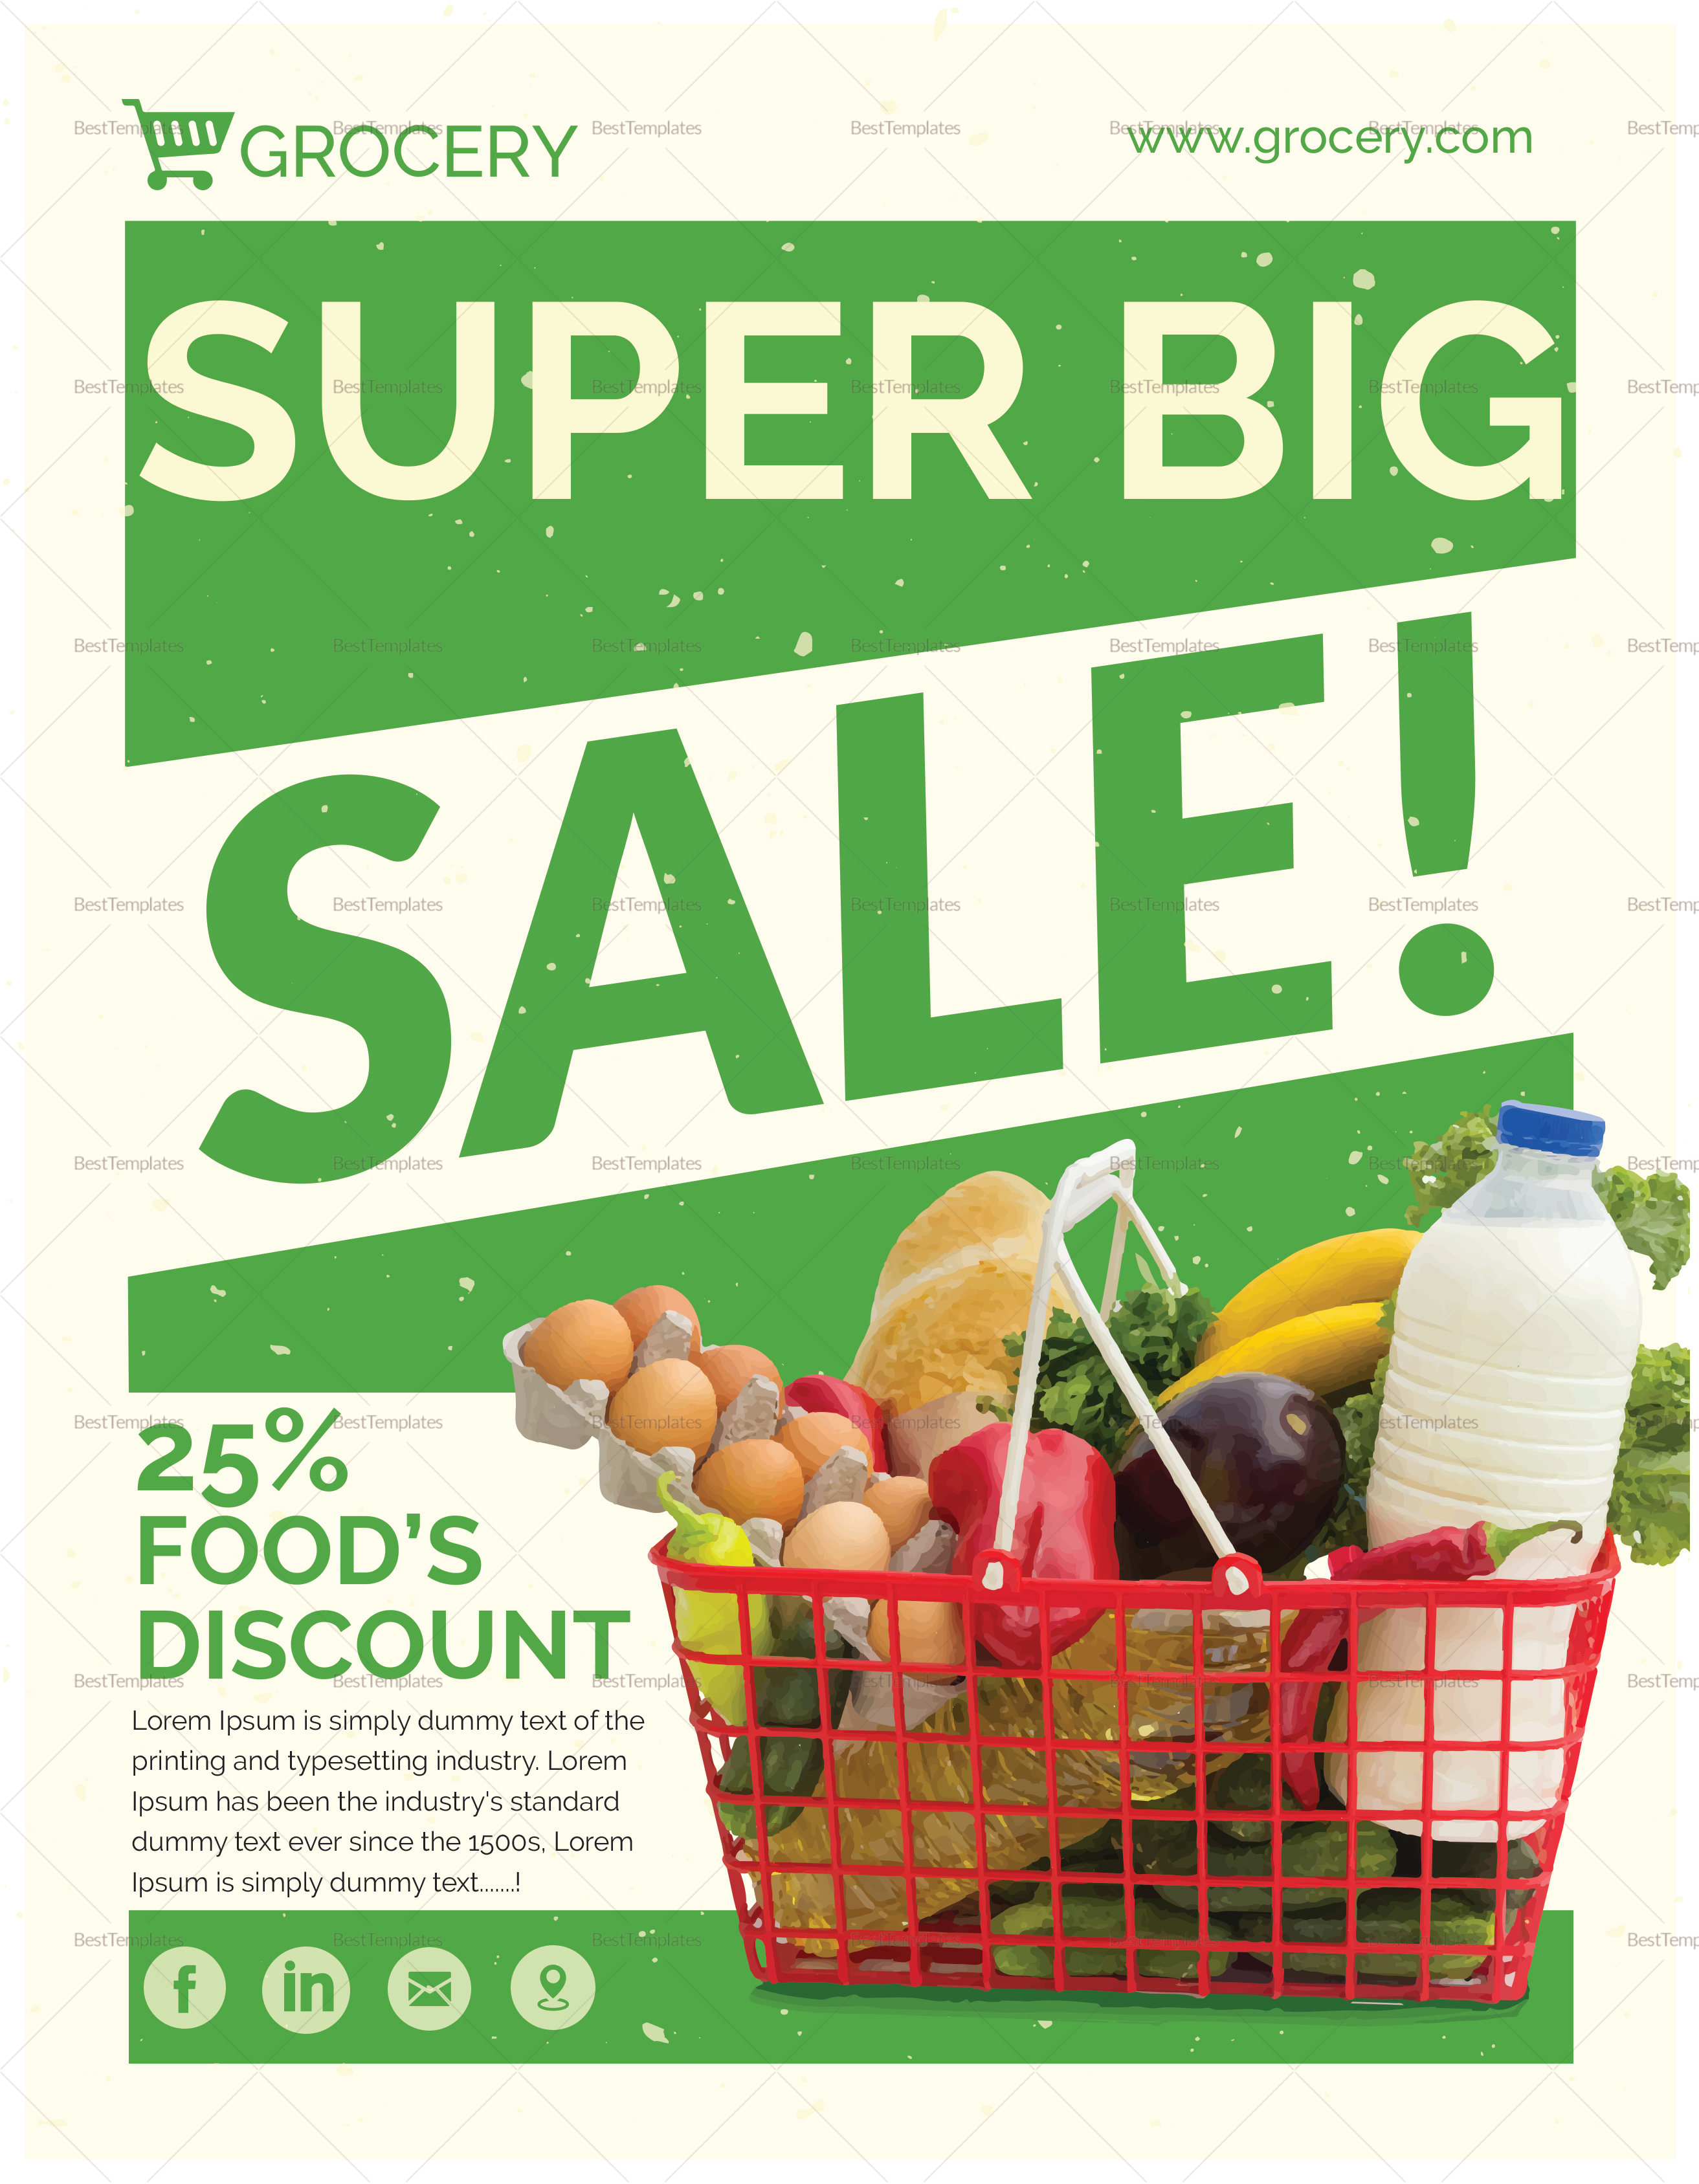 GROCERY
www.grocery.com
SUPER BIG
SALE!
25%
FOOD'S
DISCOUNT
Lorem Ipsum is simply dummy text of the
printing and typesetting industry. Lorem
Ipsum has been the industry's standard
dummy text ever since the 1500s, Lorem
Ipsum is simply dummy text.......!
f in
BestTemplates